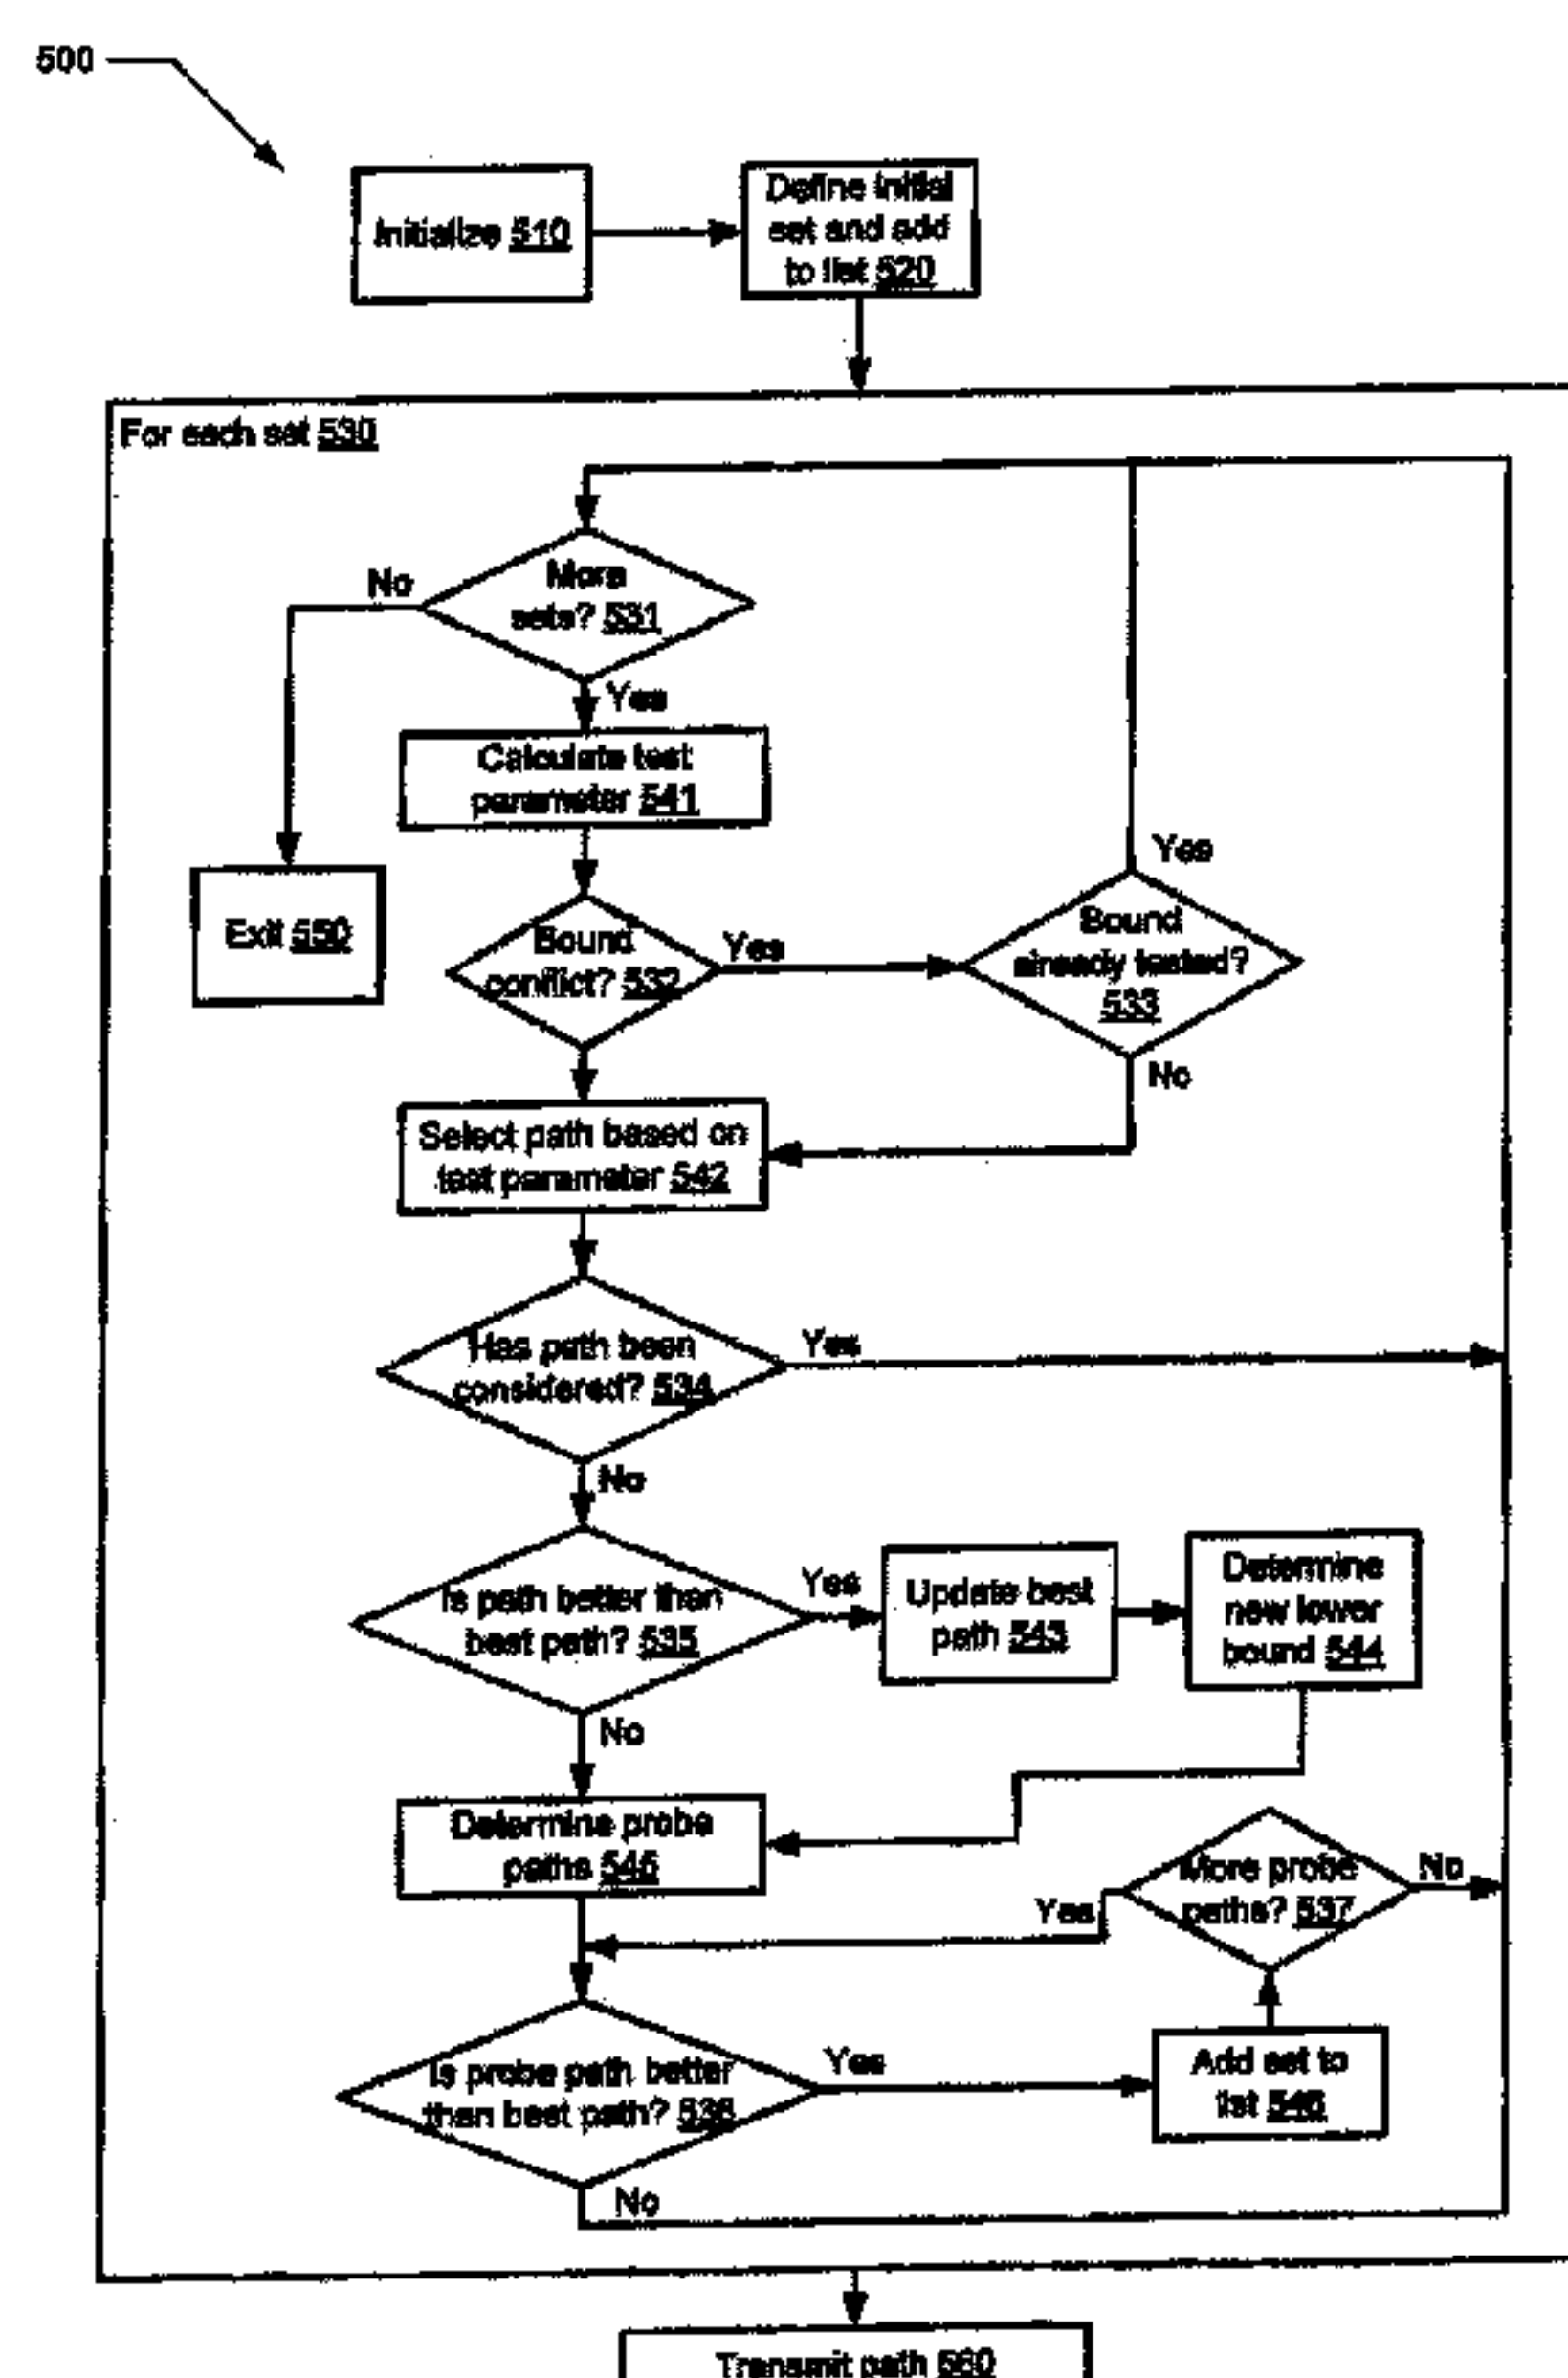 500
Initialize 510
Define initial
set and add
to list 520
For each set 530
No
More
sets? 531
Yes
Calculate test
parameter 541
Exit 550
Bound
conflict? 532
Yes
Yes
Bound
already tested?
533
No
Select path based on
test parameter 542
Has path been
considered? 534
Yes
No
Is path better than
best path? 535
Yes
Update best
path 543
Determine
new lower
bound 544
No
Determine probe
paths 545
More probe
paths? 537
No
Yes
Is probe path better
than best path? 536
Yes
Add set to
list 546
No
Transmit path 560